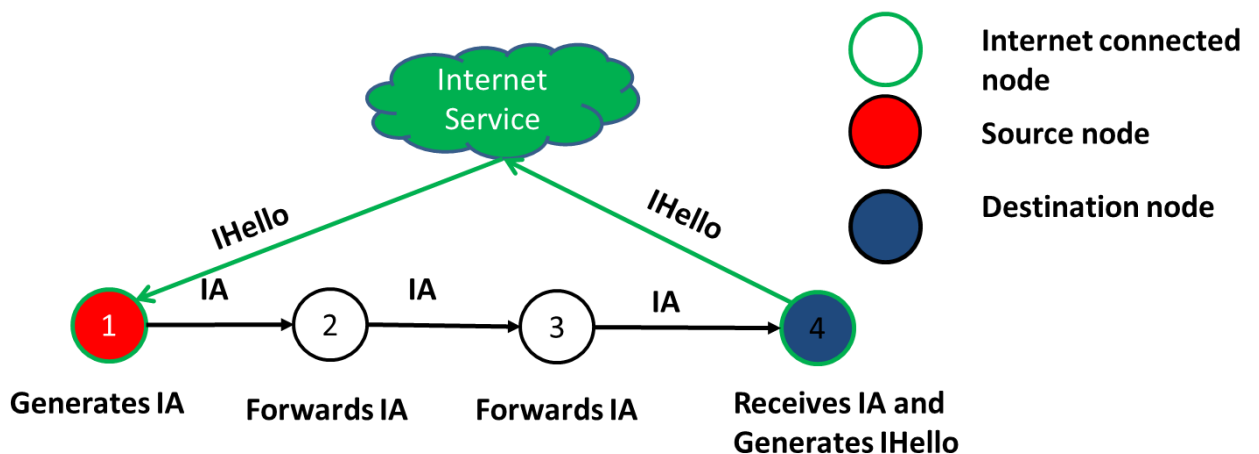 Internet
Service
Internet connected
node
Source node
Destination node
IHello
IHello
IA
IA
IA
1
2
3
4
Generates IA
Forwards IA
Forwards IA
Receives IA and
Generates IHello